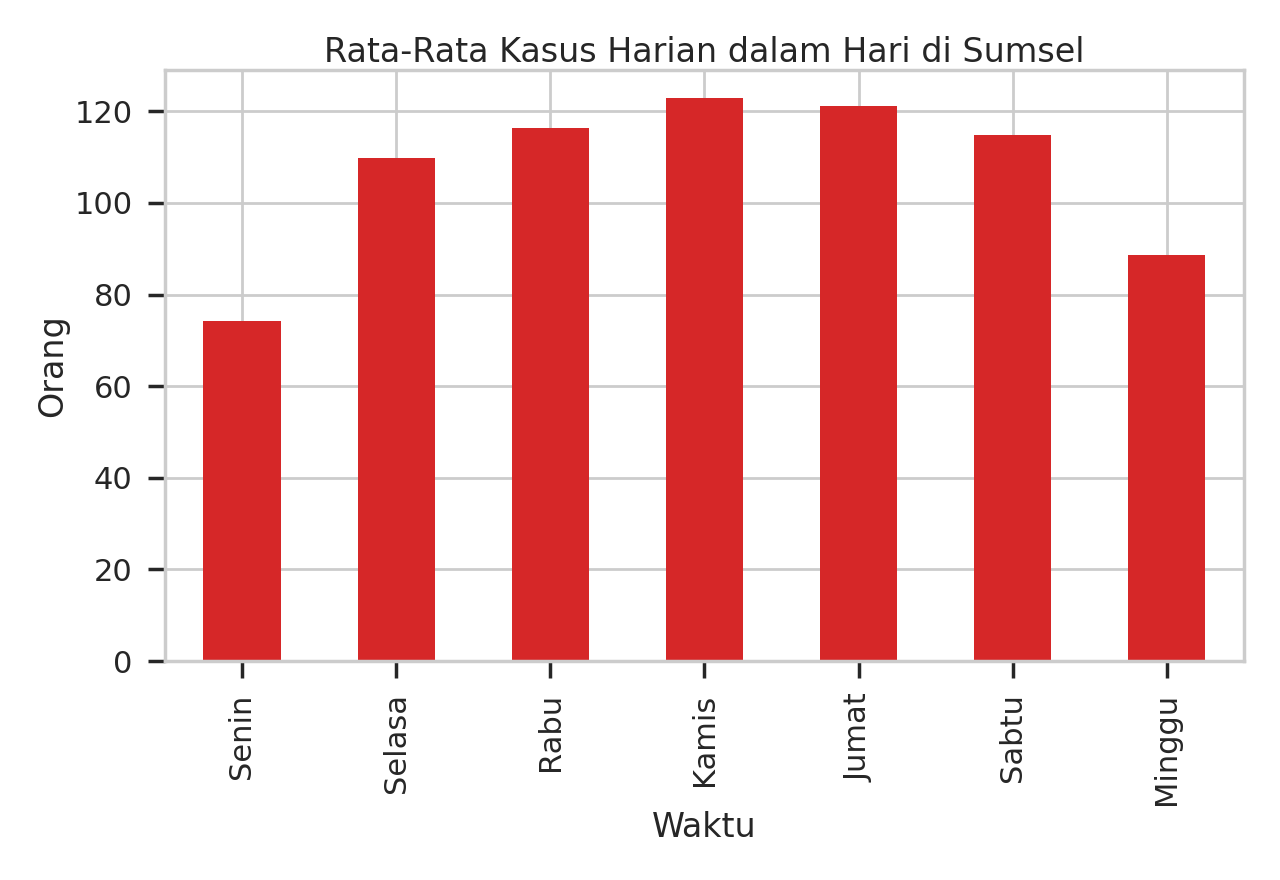 Rata-Rata Kasus Harian dalam Hari di Sumsel
120
100
80
60
40
20
0
Orang
Senin
Selasa
Rabu
Kamis
Jumat
Sabtu
Minggu
Waktu